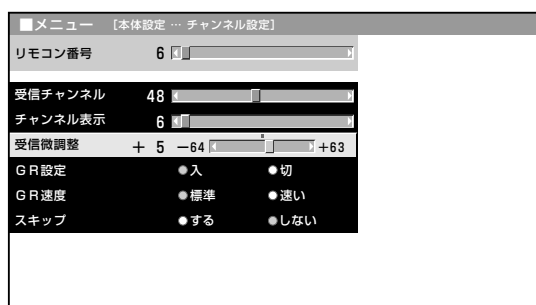 ■メニュー [本体設定 … チャンネル設定]
リモコン番号 6
受信チャンネル 48
チャンネル表示 6
受信微調整 + 5 −64 +63
GR設定 ●入 ●切
GR速度 ●標準 ●速い
スキップ ●する ●しない